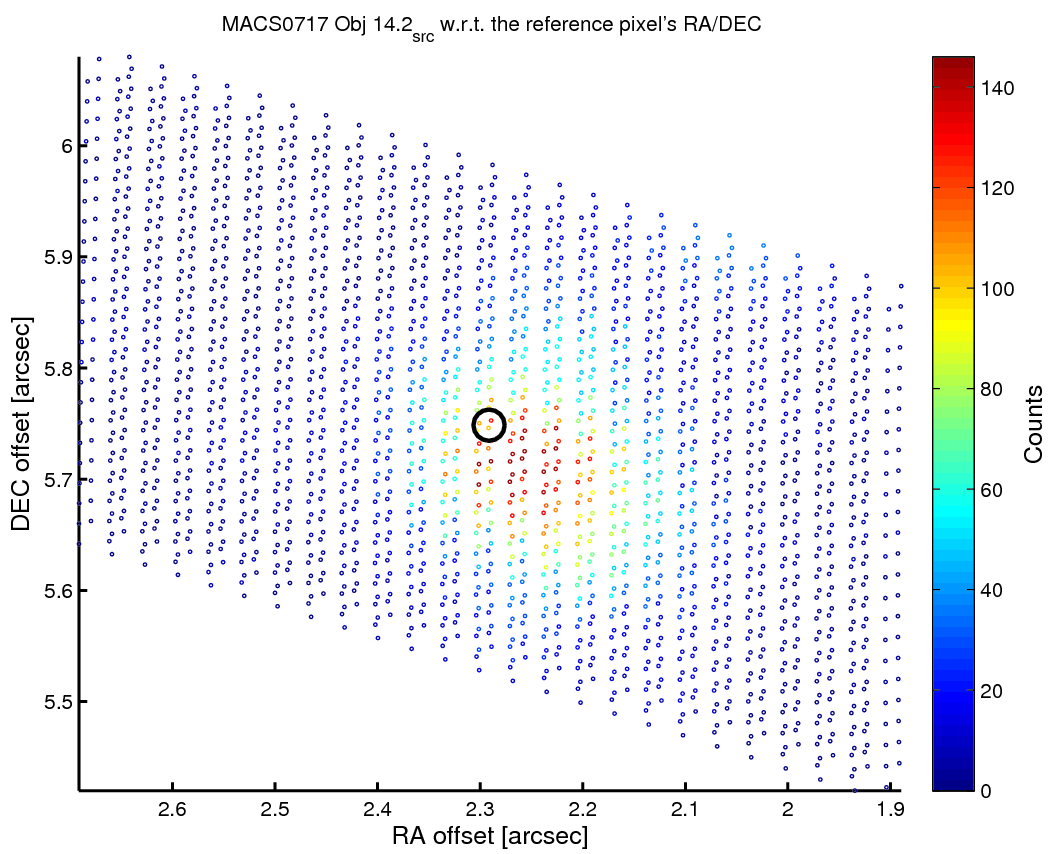 MACS0717 Obj 14.2src w.r.t. the reference pixel's RA/DEC
140
120
100
80
60
40
20
0
Counts
6
5.9
5.8
5.7
5.6
5.5
DEC offset [arcsec]
2.6 2.5 2.4 2.3 2.2 2.1 2 1.9
RA offset [arcsec]